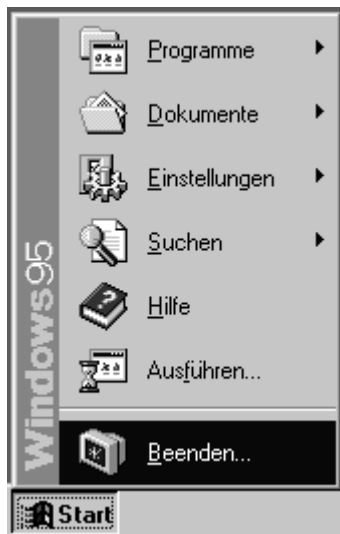 Programme
Dokumente
Einstellungen
Suchen
Hilfe
Ausführen...
Beenden...
Windows95
Start